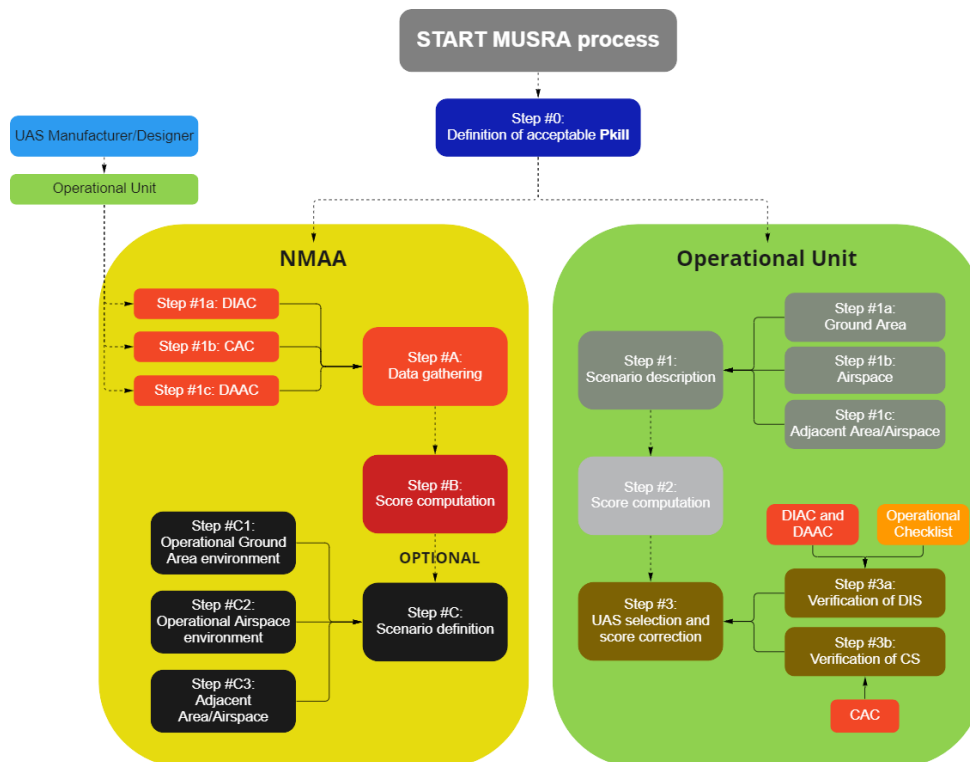 START MUSRA process
Step #0:
Definition of acceptable Pkill
UAS Manufacturer/Designer
Operational Unit
NMAA
Step #1a: DIAC
Step #1b: CAC
Step #1c: DAAC
Step #A:
Data gathering
Step #B:
Score computation
OPTIONAL
Step #C1:
Operational Ground
Area environment
Step #C2:
Operational Airspace
environment
Step #C3:
Adjacent
Area/Airspace
Step #C:
Scenario definition
Operational Unit
Step #1a:
Ground Area
Step #1:
Scenario description
Step #1b:
Airspace
Step #1c:
Adjacent Area/Airspace
Step #2:
Score computation
DIAC and
DAAC
Operational
Checklist
Step #3:
UAS selection and
score correction
Step #3a:
Verification of DIS
Step #3b:
Verification of CS
CAC